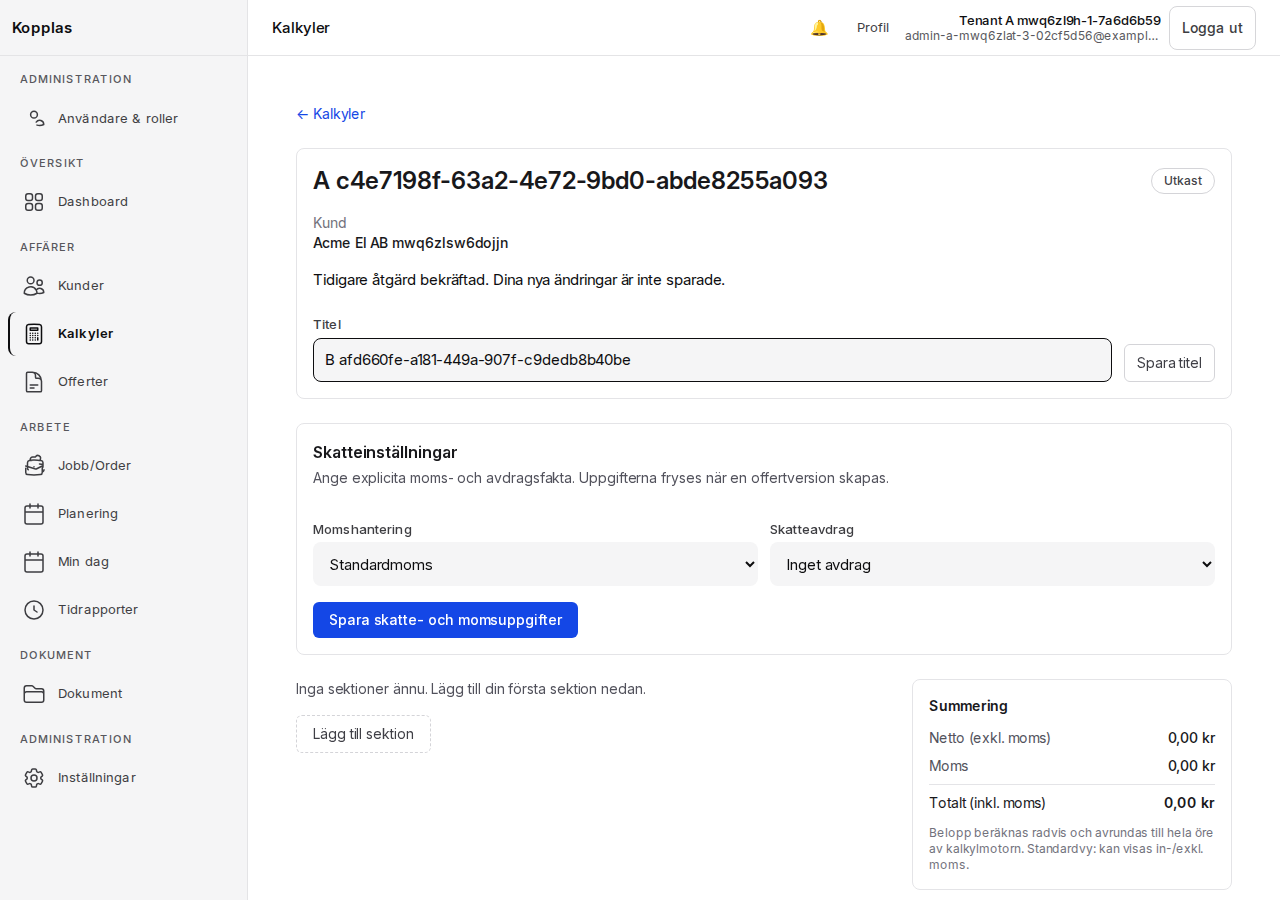 Kopplas
Kalkyler
🔔
Profil
Tenant A mwq6zl9h-1-7a6d6b59
admin-a-mwq6zlat-3-02cf5d56@exampl...
Logga ut
ADMINISTRATION
Användare & roller
ÖVERSIKT
Dashboard
AFFÄRER
Kunder
Kalkyler
Offerter
ARBETE
Jobb/Order
Planering
Min dag
Tidrapporter
DOKUMENT
Dokument
ADMINISTRATION
Inställningar
← Kalkyler
A c4e7198f-63a2-4e72-9bd0-abde8255a093
Utkast
Kund
Acme El AB mwq6zlsw6dojjn
Tidigare åtgärd bekräftad. Dina nya ändringar är inte sparade.
Titel
B afd660fe-a181-449a-907f-c9dedb8b40be
Spara titel
Skatteinställningar
Ange explicita moms- och avdragsfakta. Uppgifterna fryses när en offertversion skapas.
Momshantering
Skatteavdrag
Standardmoms
Inget avdrag
Spara skatte- och momsuppgifter
Inga sektioner ännu. Lägg till din första sektion nedan.
Lägg till sektion
Summering
Netto (exkl. moms) 0,00 kr
Moms 0,00 kr
Totalt (inkl. moms) 0,00 kr
Belopp beräknas radvis och avrundas till hela öre
av kalkylmotorn. Standardvy: kan visas in-/exkl.
moms.